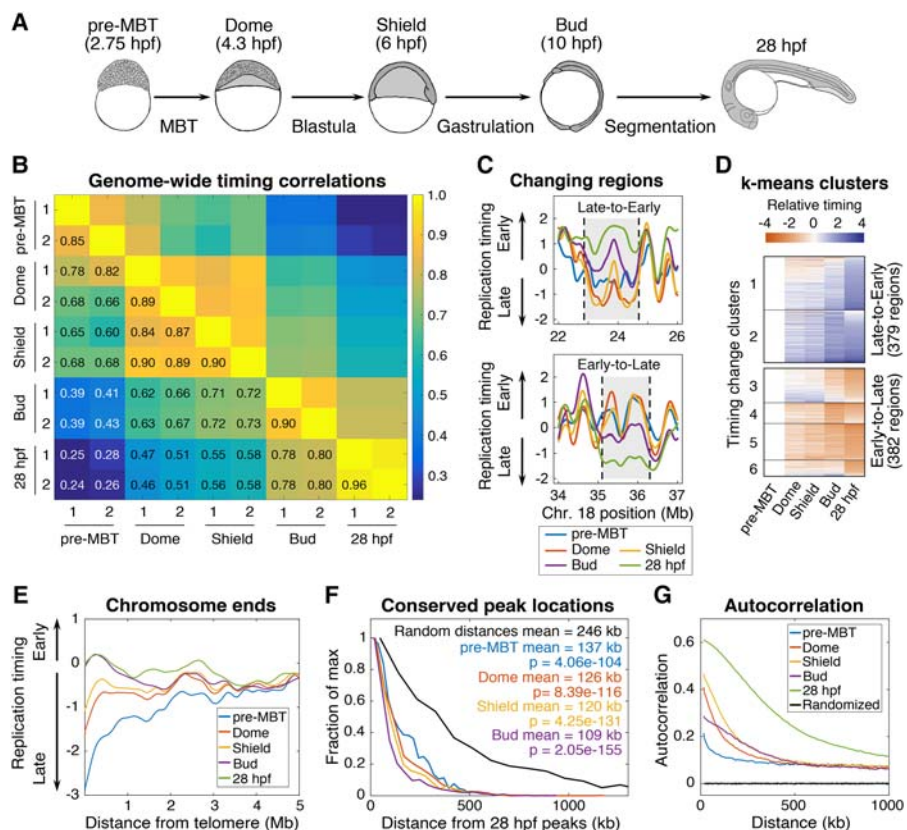 A
pre-MBT
(2.75 hpf)
Dome
(4.3 hpf)
Shield
(6 hpf)
Bud
(10 hpf)
28 hpf
MBT
Blastula
Gastrulation
Segmentation
B
Genome-wide timing correlations
pre-MBT
1
2 0.85
Dome
1 0.78 0.82
2 0.68 0.66 0.89
Shield
1 0.65 0.60 0.84 0.87
2 0.68 0.68 0.90 0.89 0.90
Bud
1 0.39 0.41 0.62 0.66 0.71 0.72
2 0.39 0.43 0.63 0.67 0.72 0.73 0.90
28 hpf
1 0.25 0.28 0.47 0.51 0.55 0.58 0.78 0.80
2 0.24 0.26 0.46 0.51 0.56 0.58 0.78 0.80 0.96
1 2 1 2 1 2 1 2 1 2
pre-MBT Dome Shield Bud 28 hpf
1.0
0.9
0.8
0.7
0.6
0.5
0.4
0.3
C
Changing regions
Late-to-Early
Replication timing
Late Early
2
1
0
-1
-2
22 23 24 25 26
Early-to-Late
Replication timing
Late Early
2
1
0
-1
-2
34 35 36 37
Chr. 18 position (Mb)
pre-MBT
Dome Shield
Bud 28 hpf
D
k-means clusters
Relative timing
-4 -2 0 2 4
Timing change clusters
1
2
3
4
5
6
Late-to-Early
(379 regions)
Early-to-Late
(382 regions)
pre-MBT
Dome
Shield
Bud
28 hpf
E
Chromosome ends
Replication timing
Late Early
1
0
-1
-2
-3
1 2 3 4 5
Distance from telomere (Mb)
pre-MBT
Dome
Shield
Bud
28 hpf
F
Conserved peak locations
Random distances mean = 246 kb
pre-MBT mean = 137 kb
p = 4.06e-104
Dome mean = 126 kb
p= 8.39e-116
Shield mean = 120 kb
p = 4.25e-131
Bud mean = 109 kb
p = 2.05e-155
Fraction of max
1
0.8
0.6
0.4
0.2
0
0 500 1000
Distance from 28 hpf peaks (kb)
G
Autocorrelation
Autocorrelation
0.6
0.4
0.2
0
0 500 1000
Distance (kb)
pre-MBT
Dome
Shield
Bud
28 hpf
Randomized